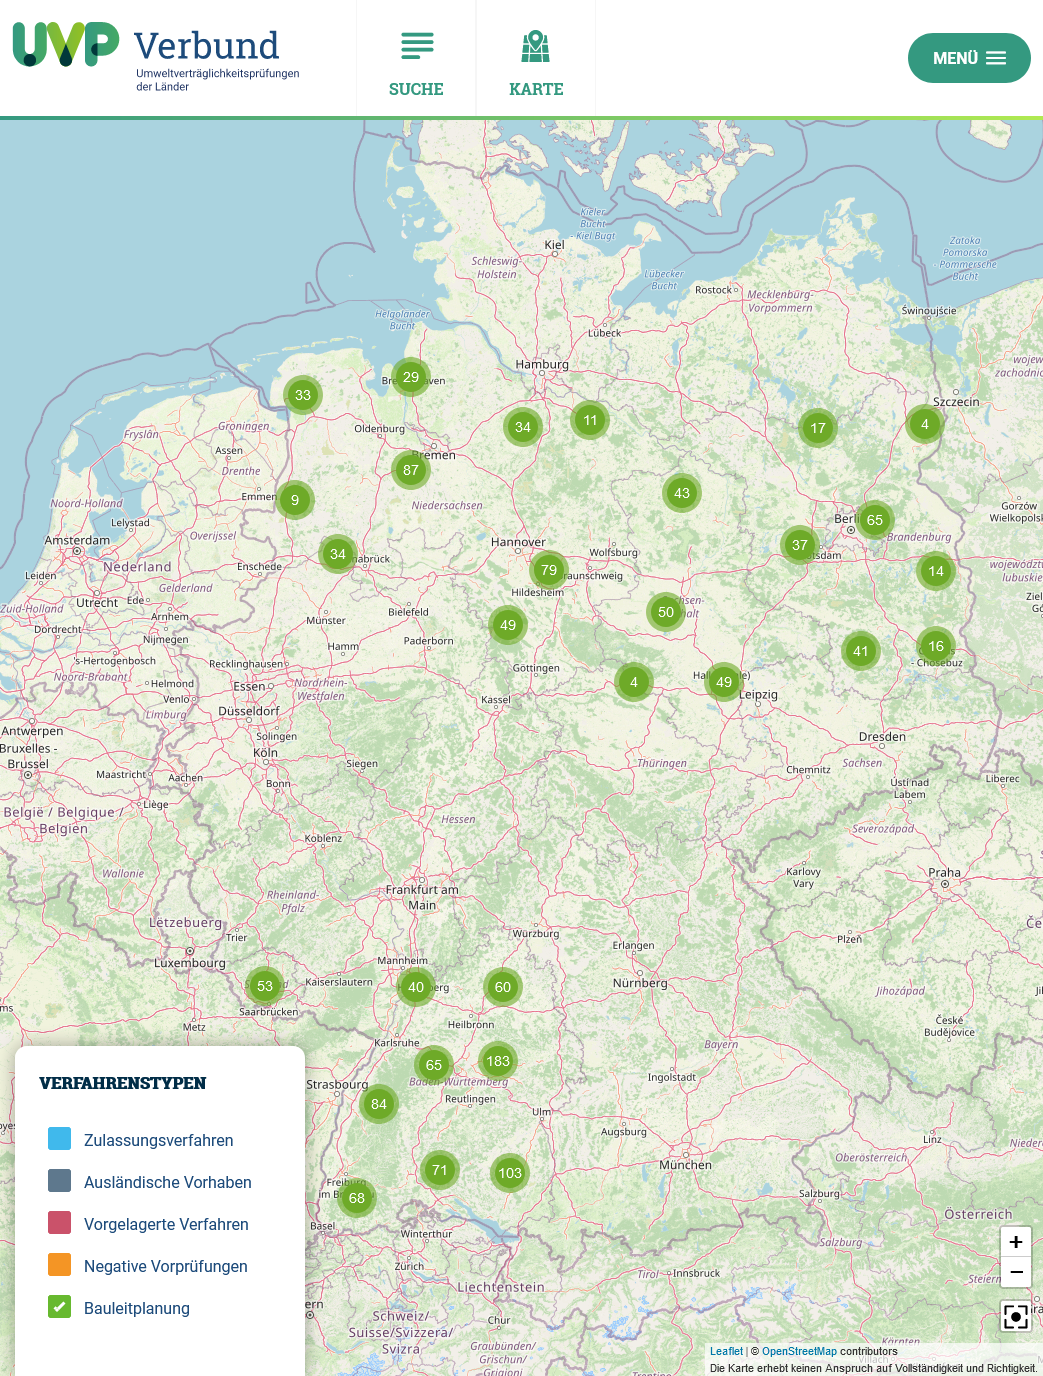 UVP Verbund
Umweltverträglichkeitsprüfungen
der Länder
SUCHE
KARTE
MENÜ
Kieler
Bucht
- Kiel Bugt
Kiel
Schleswig-
Holstein
Lübecker
Bucht
Rostock
Mecklenburg-
Vorpommern
Zatoka
Pomorska
- Pommersche
Bucht
Świnoujście
Helgoländer
Bucht
Lübeck
Hamburg
Szczecin
29
33
34
11
17
4
Groningen
Oldenburg
Fryslân
Assen
Bremen
87
Drenthe
43
Emmen
9
Niedersachsen
Noord-Holland
Lelystad
Overijssel
Gorzów
Wielkopolski
65
Brandenburg
Amsterdam
Hannover
37
34
Wolfsburg
Nederland
Enschede
79
14
Leiden
Hildesheim
Gelderland
Utrecht
Ede
Zuid-Holland
Arnhem
Bielefeld
50
Münster
49
Dordrecht
Nijmegen
Hamm
Paderborn
41
16
's-Hertogenbosch
Recklinghausen
Göttingen
Noord-Brabant
Helmond
Essen
Nordrhein-
Westfalen
4
49
Leipzig
Venlo
Kassel
Limburg
Düsseldorf
Antwerpen
Solingen
Dresden
Bruxelles -
Brussel
Köln
Siegen
Thüringen
Sachsen
Maastricht
Aachen
Chemnitz
Bonn
Ústí nad
Labem
Liberec
Liège
België / Belgique /
Belgien
Hessen
Severozápad
Koblenz
Wallonie
Karlovy
Vary
Praha
Frankfurt am
Main
Rheinland-
Pfalz
Lëtzebuerg
Trier
Würzburg
Erlangen
Plzeň
Luxembourg
Mannheim
53
Kaiserslautern
40
60
Nürnberg
Jihozápad
Saarbrücken
Metz
Heilbronn
České
Budějovice
Karlsruhe
Bayern
65
183
Strasbourg
Baden-Württemberg
Ingolstadt
84
Reutlingen
Ulm
Augsburg
Linz
Oberösterreich
München
71
103
Salzburg
68
Basel
Winterthur
Österreich
Salzburg
Zürich
Tirol
Innsbruck
Liechtenstein
Schweiz/
Suisse/Svizzera/
Svizra
Chur
Graubünden/
Grischun/
Grigioni
Kärnten
VERFAHRENSTYPEN
Zulassungsverfahren
Ausländische Vorhaben
Vorgelagerte Verfahren
Negative Vorprüfungen
Bauleitplanung
+
−
Leaflet | © OpenStreetMap contributors
Die Karte erhebt keinen Anspruch auf Vollständigkeit und Richtigkeit.